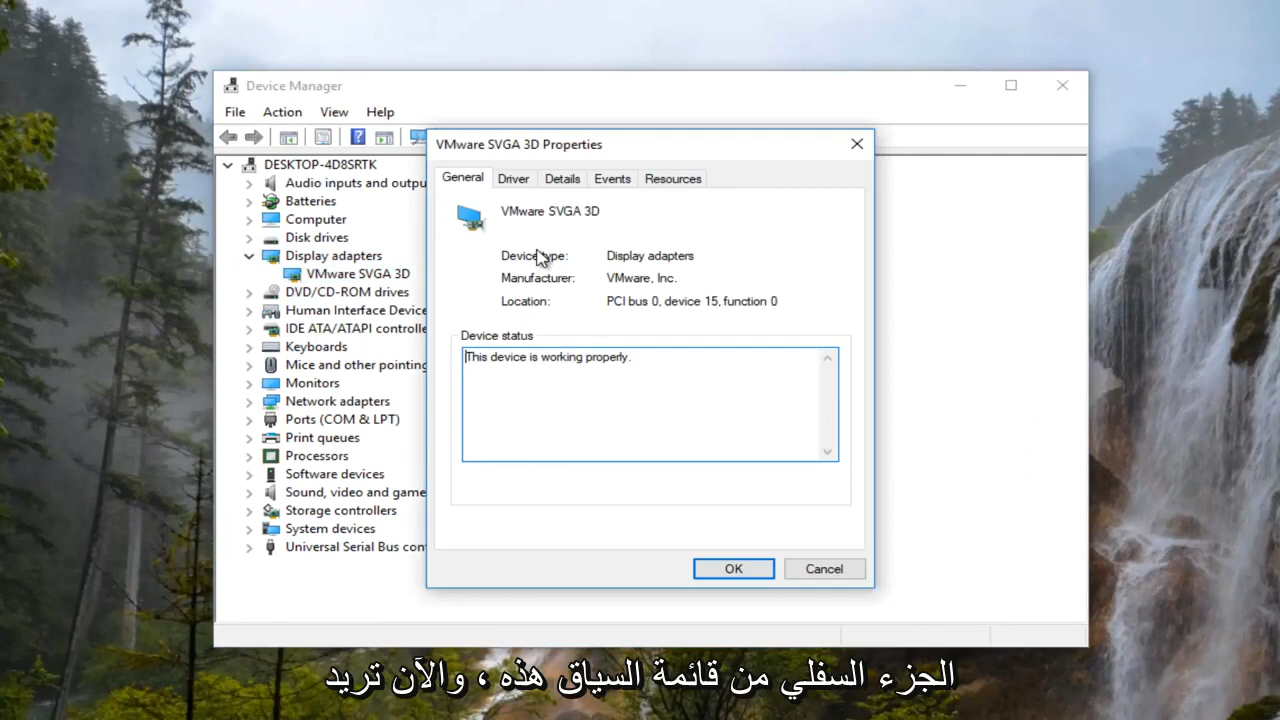 Device Manager
File Action View Help
DESKTOP-4D8SRTK
Audio inputs and outpu
Batteries
Computer
Disk drives
Display adapters
VMware SVGA 3D
DVD/CD-ROM drives
Human Interface Device
IDE ATA/ATAPI controlle
Keyboards
Mice and other pointing
Monitors
Network adapters
Ports (COM & LPT)
Print queues
Processors
Software devices
Sound, video and game
Storage controllers
System devices
Universal Serial Bus con
VMware SVGA 3D Properties
General Driver Details Events Resources
VMware SVGA 3D
Device type: Display adapters
Manufacturer: VMware, Inc.
Location: PCI bus 0, device 15, function 0
Device status
This device is working properly.
OK Cancel
الجزء السفلي من قائمة السياق هذه ، والآن تريد